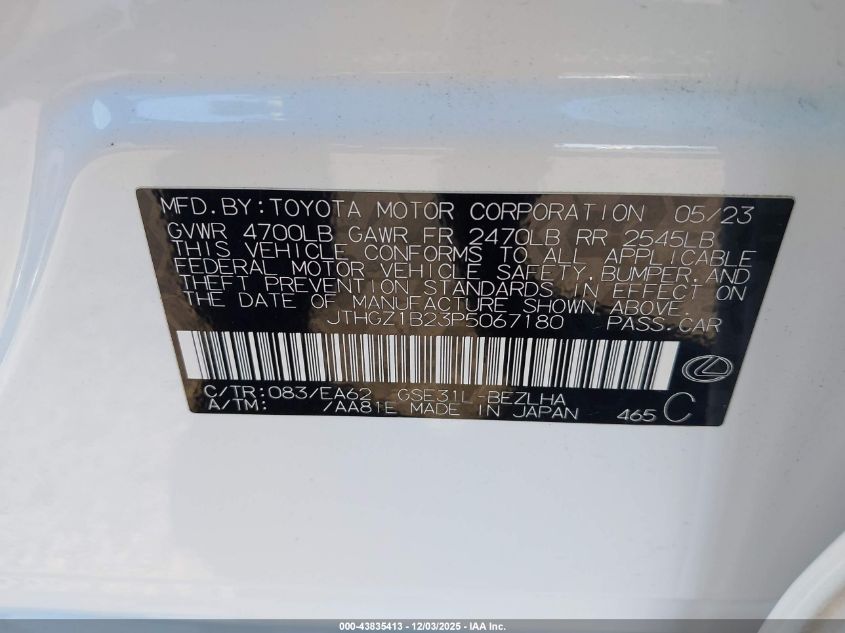 MFD.BY:TOYOTA MOTOR CORPORATION 05/23
GVWR 4700LB GAWR FR 2470LB RR 2545LB
THIS VEHICLE CONFORMS TO ALL APPLICABLE
FEDERAL MOTOR VEHICLE SAFETY,BUMPER,AND
THEFT PREVENTION STANDARDS IN EFFECT ON
THE DATE OF MANUFACTURE SHOWN ABOVE.
JTHGZ1B23P5067180 PASS.CAR
C/TR:083/EA62 GSE31L-BEZLHA
A/TM: /AA81E MADE IN JAPAN 465 C
000-43835413 - 12/03/2025 - IAA Inc.